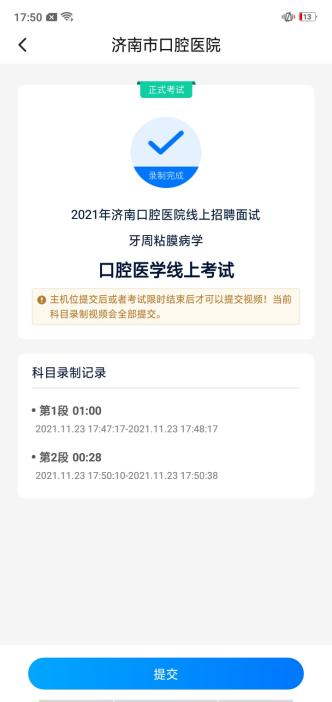 17:50
13
济南市口腔医院
正式考试
录制完成
2021年济南口腔医院线上招聘面试
牙周粘膜病学
口腔医学线上考试
主机位提交后或者考试限时结束后才可以提交视频！当前
科目录制视频会全部提交。
科目录制记录
第1段 01:00
2021.11.23 17:47:17-2021.11.23 17:48:17
第2段 00:28
2021.11.23 17:50:10-2021.11.23 17:50:38
提交